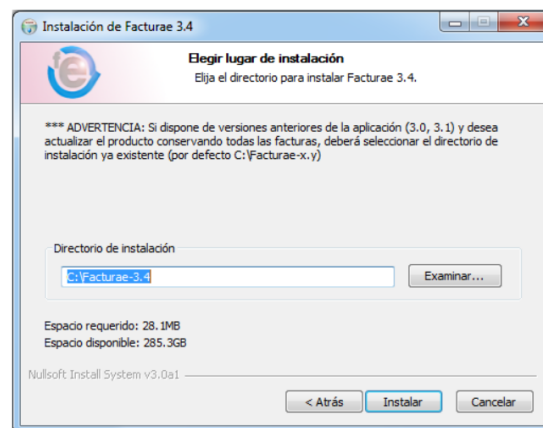 Instalación de Facturae 3.4
Elegir lugar de instalación
Elija el directorio para instalar Facturae 3.4.
*** ADVERTENCIA: Si dispone de versiones anteriores de la aplicación (3.0, 3.1) y desea
actualizar el producto conservando todas las facturas, deberá seleccionar el directorio de
instalación ya existente (por defecto C:\Facturae-x.y)
Directorio de instalación
C:\Facturae-3.4
Examinar...
Espacio requerido: 28.1MB
Espacio disponible: 285.3GB
Nullsoft Install System v3.0a1
< Atrás
Instalar
Cancelar